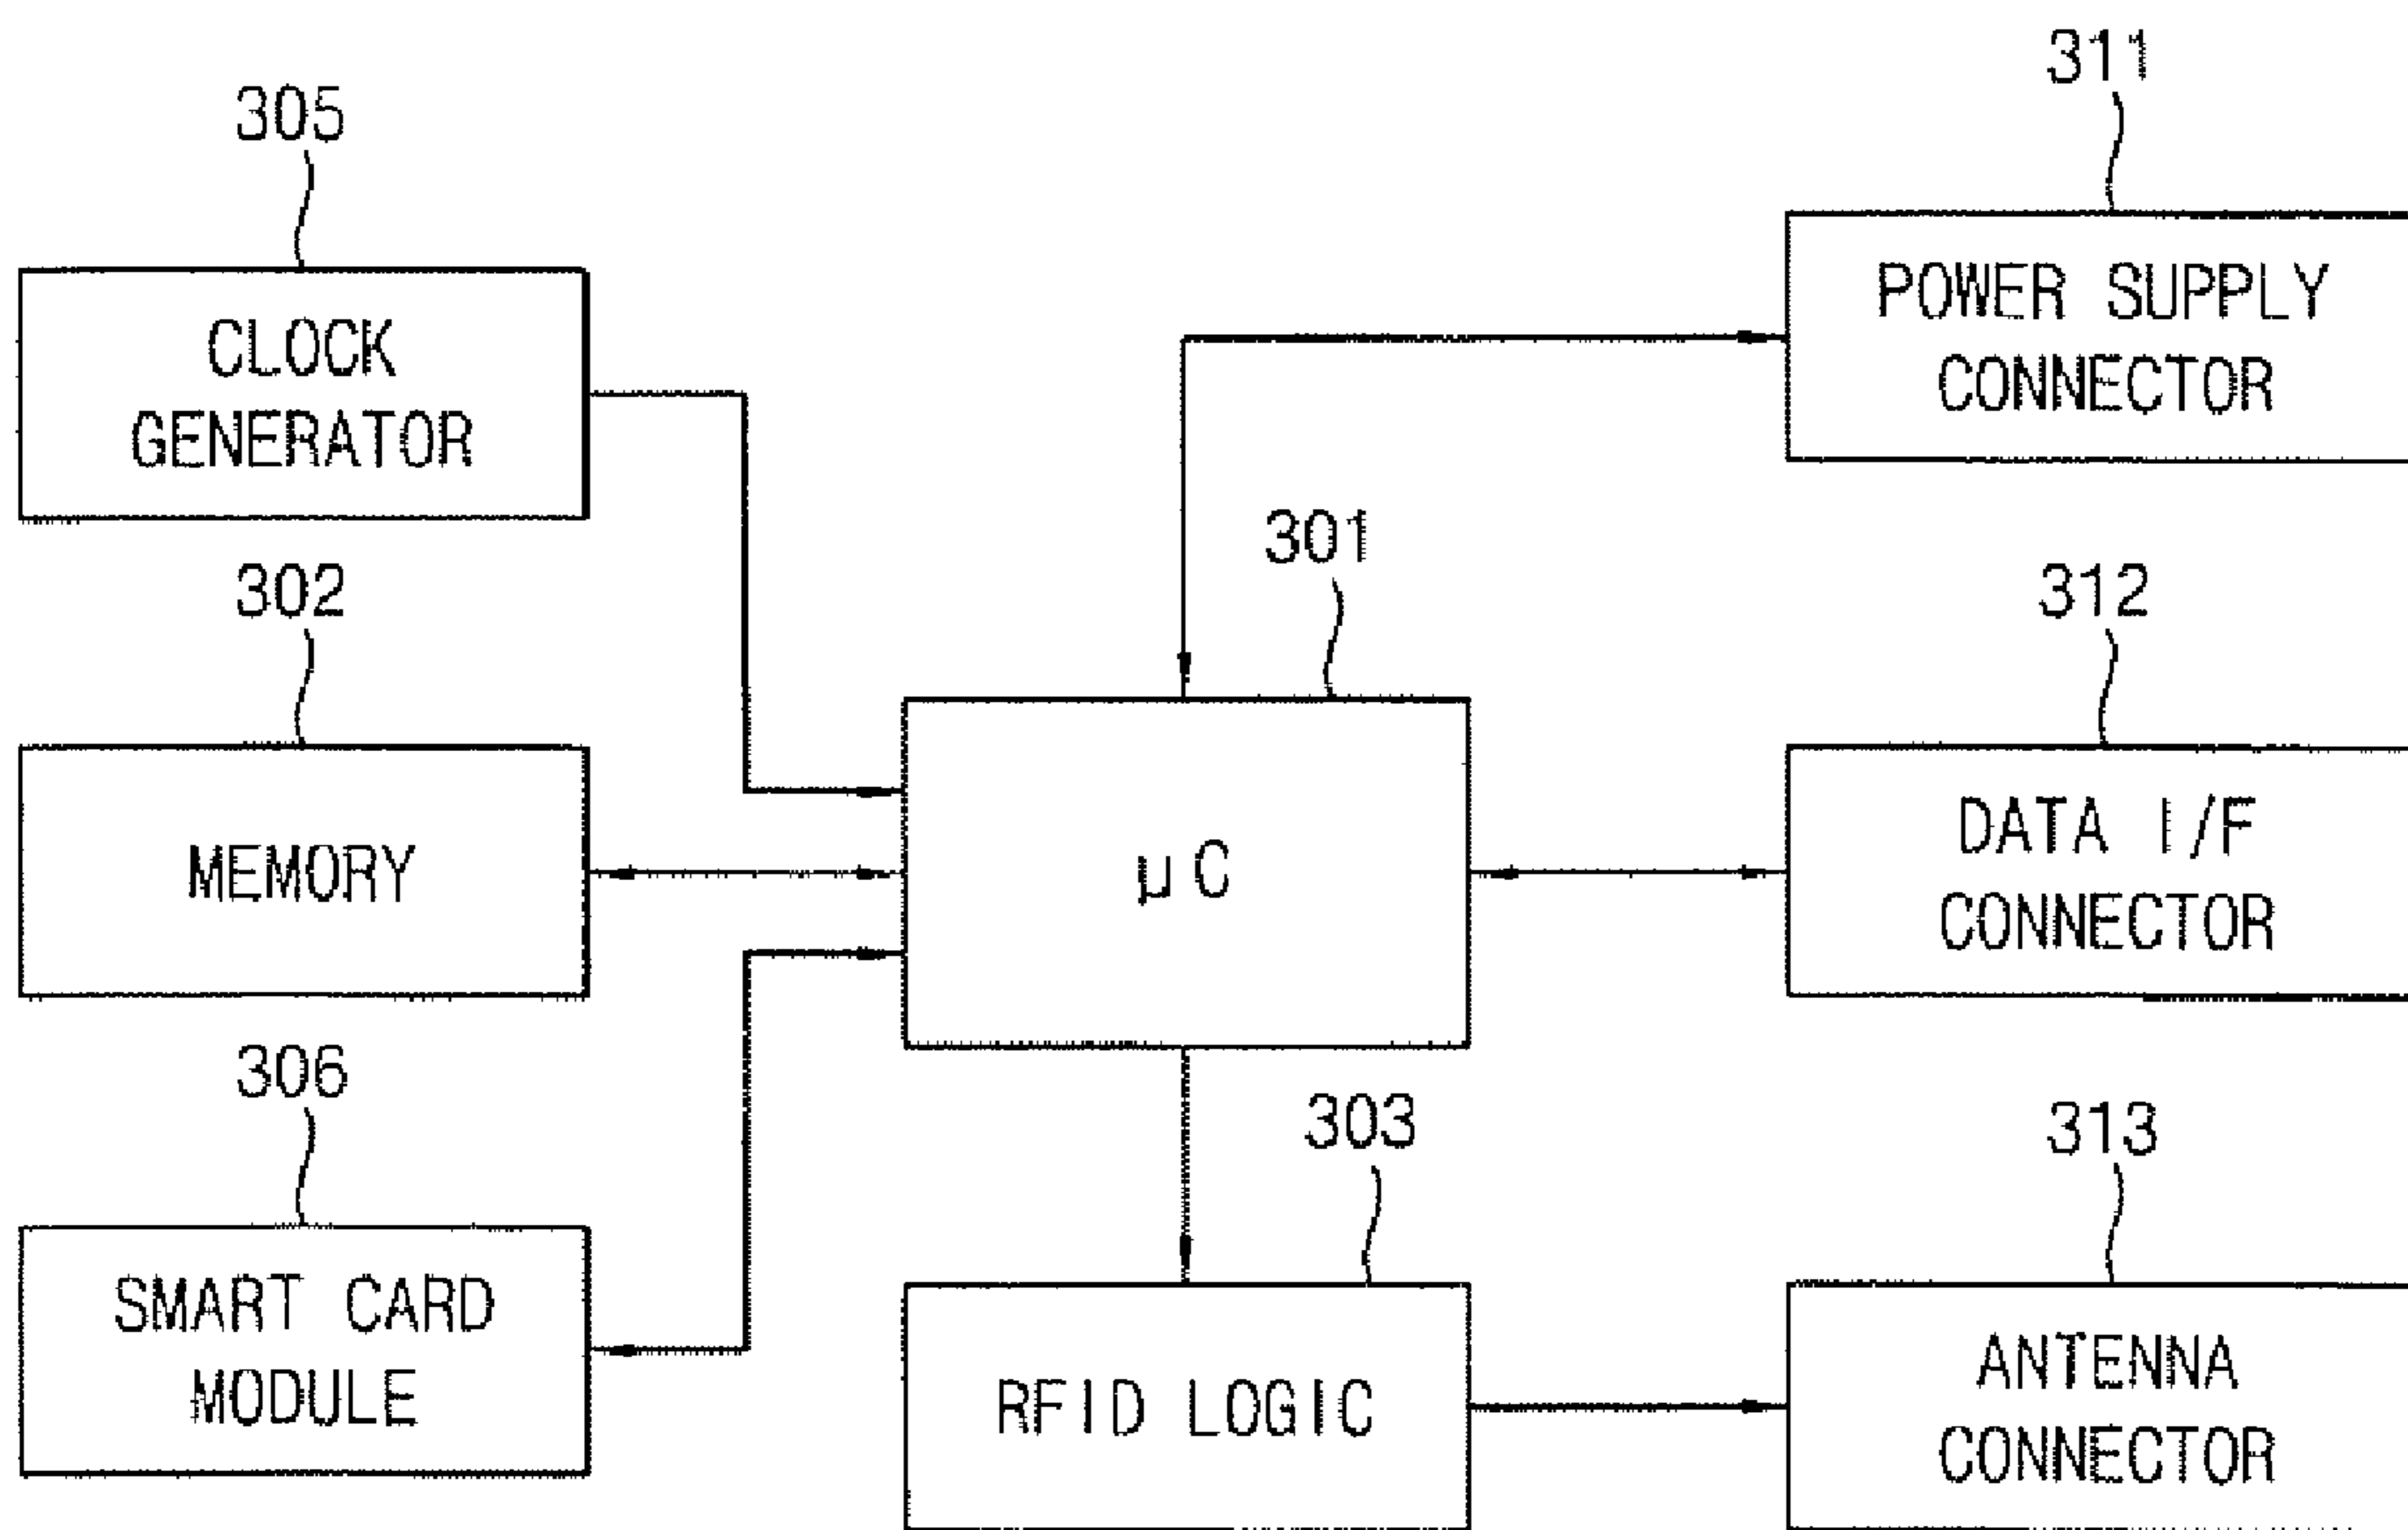 311
305
POWER SUPPLY
CONNECTOR
CLOCK
GENERATOR
301
302
312
DATA I/F
CONNECTOR
MEMORY
µC
306
303
313
SMART CARD
MODULE
RFID LOGIC
ANTENNA
CONNECTOR